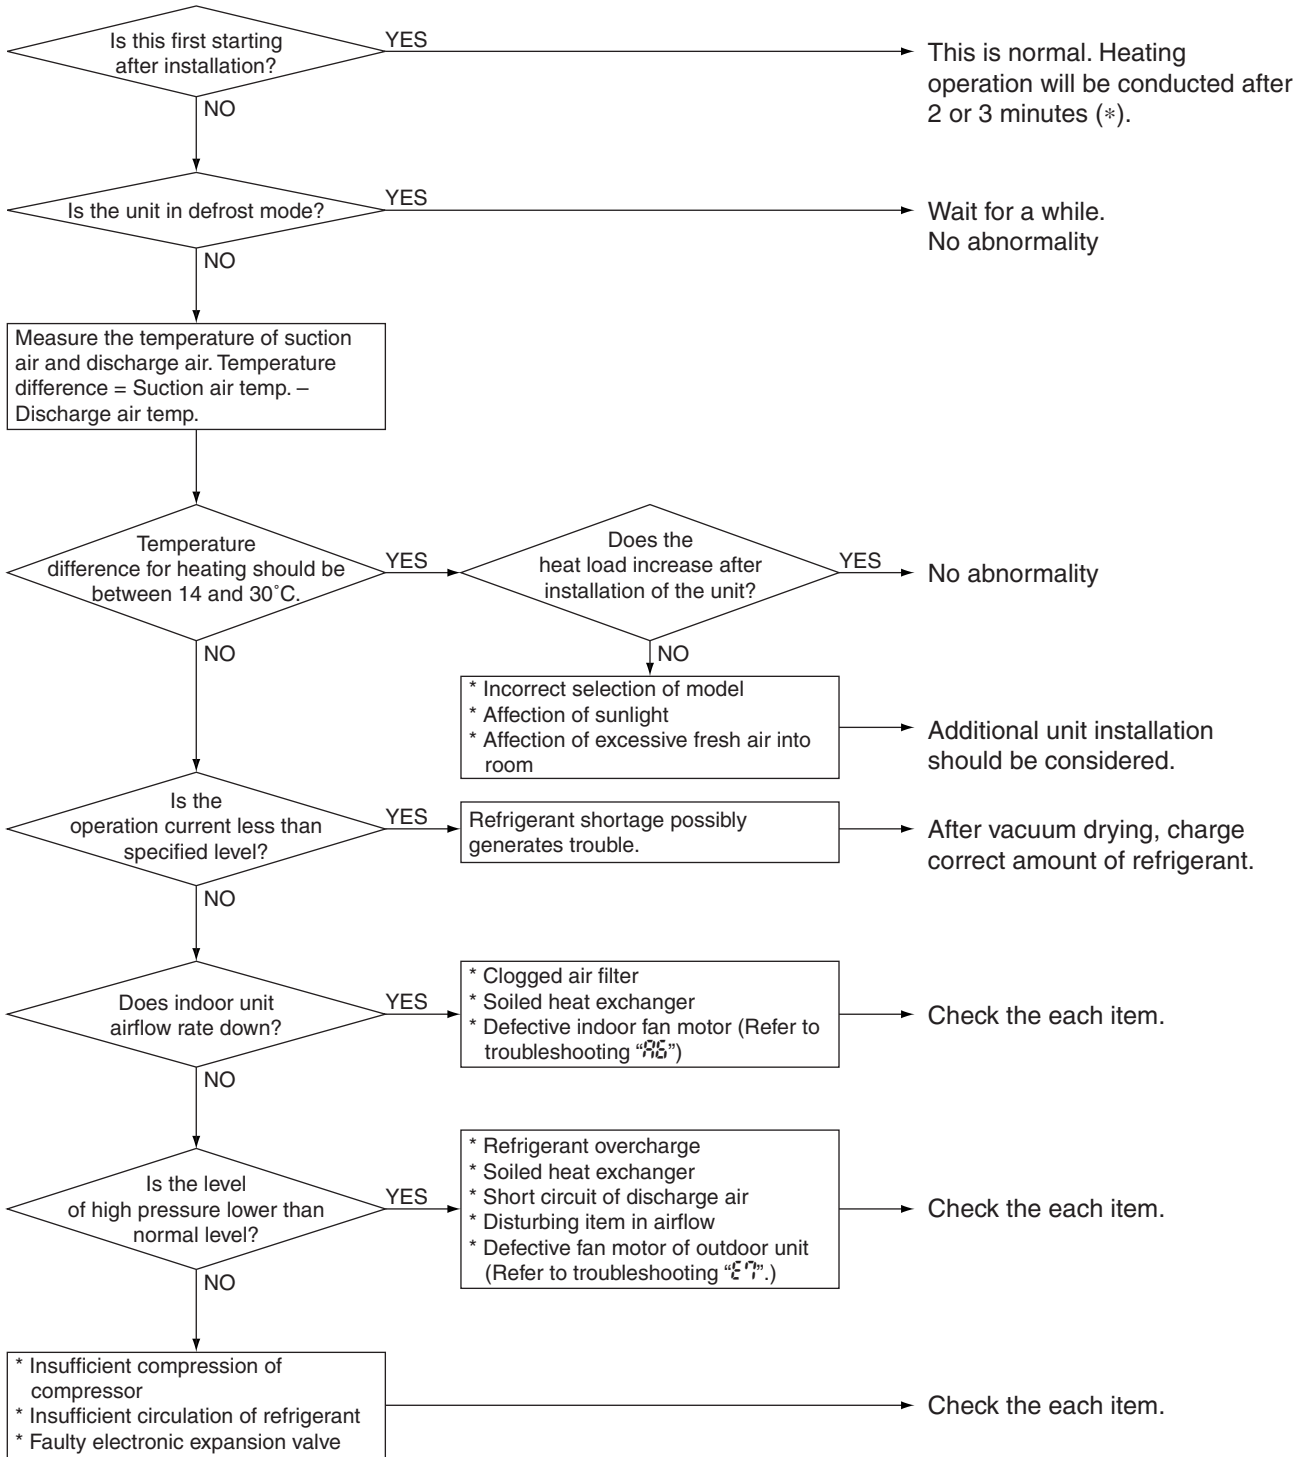 Is this first starting
after installation?
YES
This is normal. Heating
operation will be conducted after
2 or 3 minutes (*).
NO
Is the unit in defrost mode?
YES
Wait for a while.
No abnormality
NO
Measure the temperature of suction
air and discharge air. Temperature
difference = Suction air temp. –
Discharge air temp.
Temperature
difference for heating should be
between 14 and 30˚C.
YES
Does the
heat load increase after
installation of the unit?
YES
No abnormality
NO
NO
* Incorrect selection of model
* Affection of sunlight
* Affection of excessive fresh air into
room
Additional unit installation
should be considered.
Is the
operation current less than
specified level?
YES
Refrigerant shortage possibly
generates trouble.
After vacuum drying, charge
correct amount of refrigerant.
NO
Does indoor unit
airflow rate down?
YES
* Clogged air filter
* Soiled heat exchanger
* Defective indoor fan motor (Refer to
troubleshooting “A6”)
Check the each item.
NO
Is the level
of high pressure lower than
normal level?
YES
* Refrigerant overcharge
* Soiled heat exchanger
* Short circuit of discharge air
* Disturbing item in airflow
* Defective fan motor of outdoor unit
(Refer to troubleshooting “E7”.)
Check the each item.
NO
* Insufficient compression of
compressor
* Insufficient circulation of refrigerant
* Faulty electronic expansion valve
Check the each item.